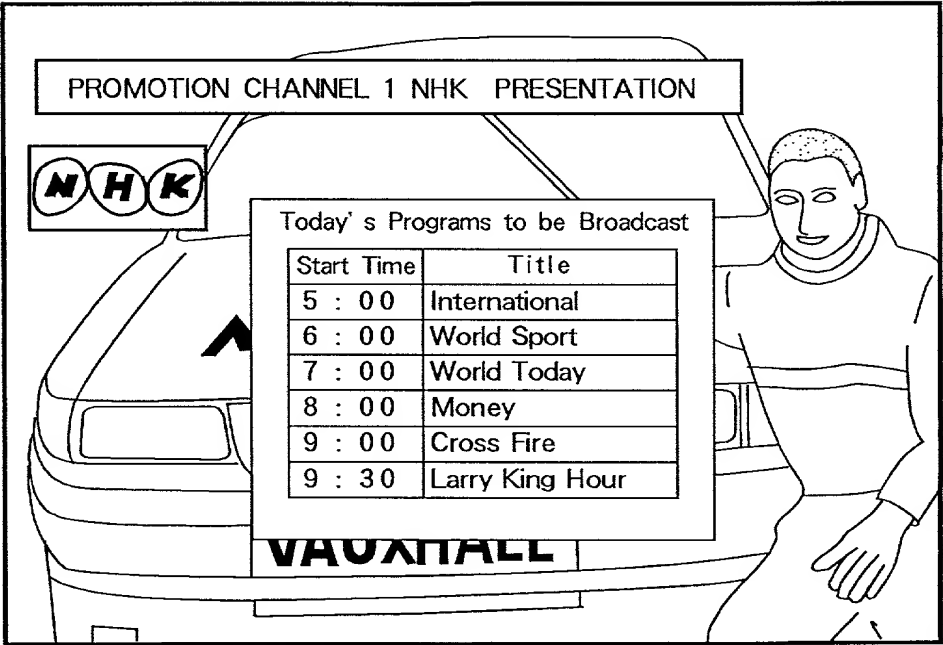 PROMOTION CHANNEL 1 NHK PRESENTATION
NHK
Today's Programs to be Broadcast
Start Time Title
5 : 00 International
6 : 00 World Sport
7 : 00 World Today
8 : 00 Money
9 : 00 Cross Fire
9 : 30 Larry King Hour
VAUXHALL